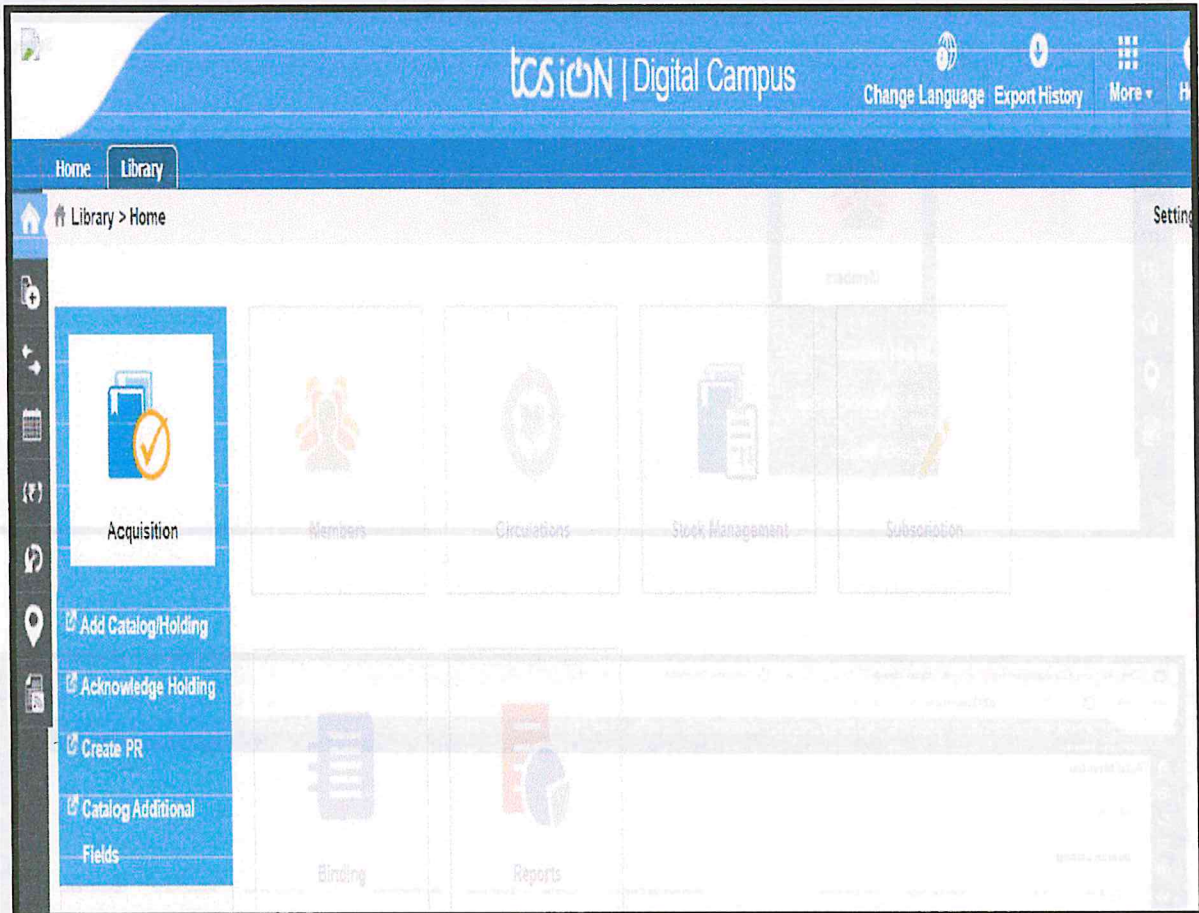 tcs iON | Digital Campus
Change Language
Export History
More
Home
Library
Library > Home
Setting
Acquisition
Members
Circulations
Stock Management
Subscription
Add Catalog/Holding
Acknowledge Holding
Create PR
Catalog Additional
Fields
Binding
Reports